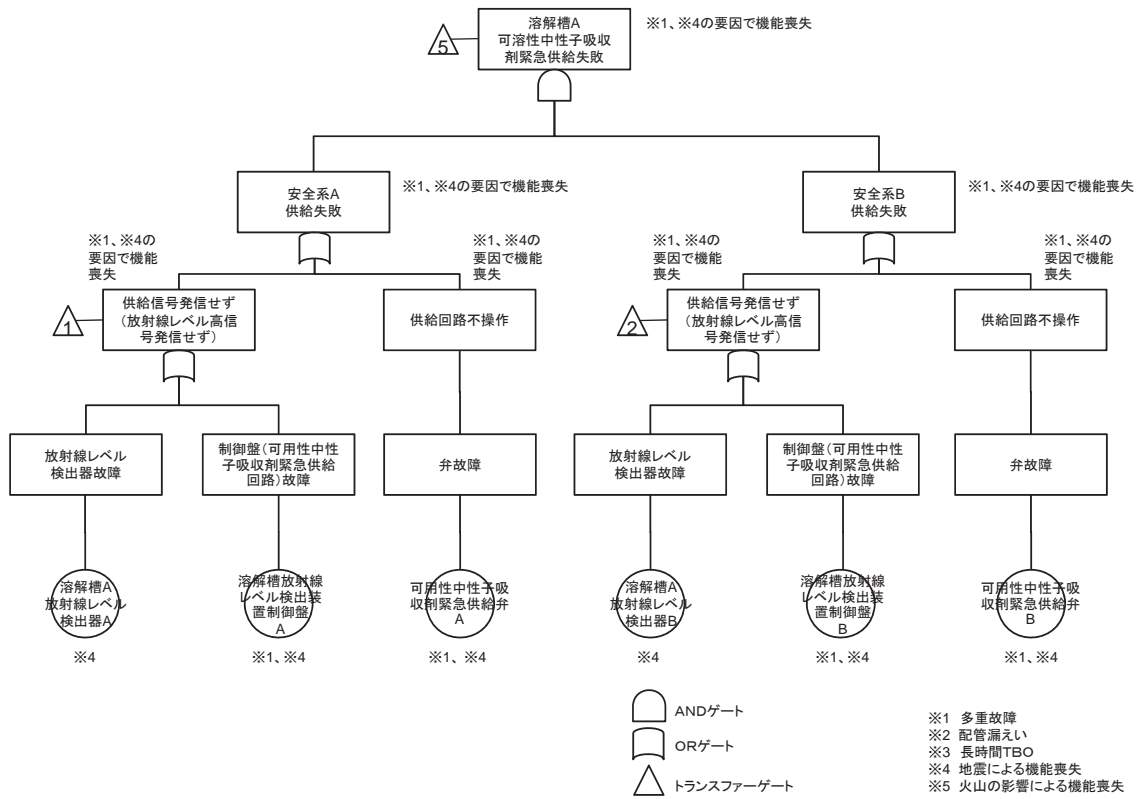 溶解槽A
可溶性中性子吸収
剤緊急供給失敗
※1、※4の要因で機能喪失
5
安全系A
供給失敗
※1、※4の要因で機能喪失
安全系B
供給失敗
※1、※4の要因で機能喪失
※1、※4の
要因で機能
喪失
※1、※4の
要因で機能
喪失
※1、※4の
要因で機能
喪失
※1、※4の
要因で機能
喪失
1
供給信号発信せず
(放射線レベル高信
号発信せず)
供給回路不操作
2
供給信号発信せず
(放射線レベル高信
号発信せず)
供給回路不操作
放射線レベル
検出器故障
制御盤(可用性中性
子吸収剤緊急供給
回路)故障
弁故障
放射線レベル
検出器故障
制御盤(可用性中性
子吸収剤緊急供給
回路)故障
弁故障
溶解槽A
放射線レベル
検出器A
溶解槽放射線
レベル検出装
置制御盤
A
可用性中性子吸
収剤緊急供給弁
A
溶解槽A
放射線レベル
検出器B
溶解槽放射線
レベル検出装
置制御盤
B
可用性中性子吸
収剤緊急供給弁
B
※4
※1、※4
※1、※4
※4
※1、※4
※1、※4
ANDゲート
ORゲート
トランスファーゲート
※1 多重故障
※2 配管漏えい
※3 長時間TBO
※4 地震による機能喪失
※5 火山の影響による機能喪失